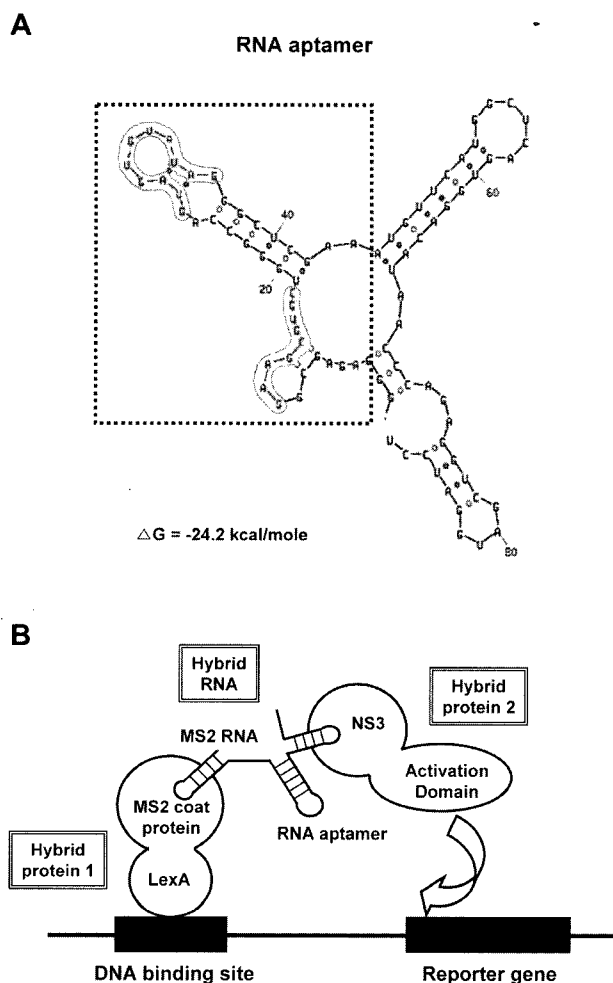 A
RNA aptamer
40
60
20
80
△G = -24.2 kcal/mole
B
Hybrid
RNA
Hybrid
protein 2
NS3
MS2 RNA
Activation
Domain
MS2 coat
protein
RNA aptamer
Hybrid
protein 1
LexA
DNA binding site
Reporter gene